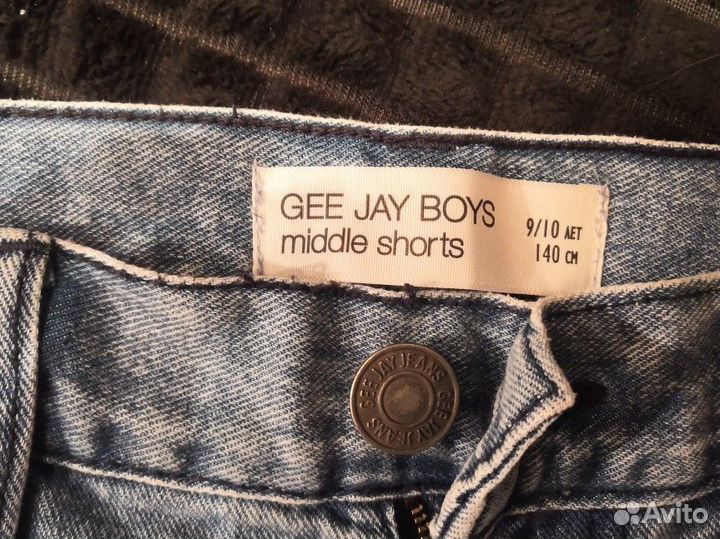 GEE JAY BOYS
middle shorts
9/10 ЛЕТ
140 СМ
GEE JAY JEANS
GEE JAY JEANS
Avito